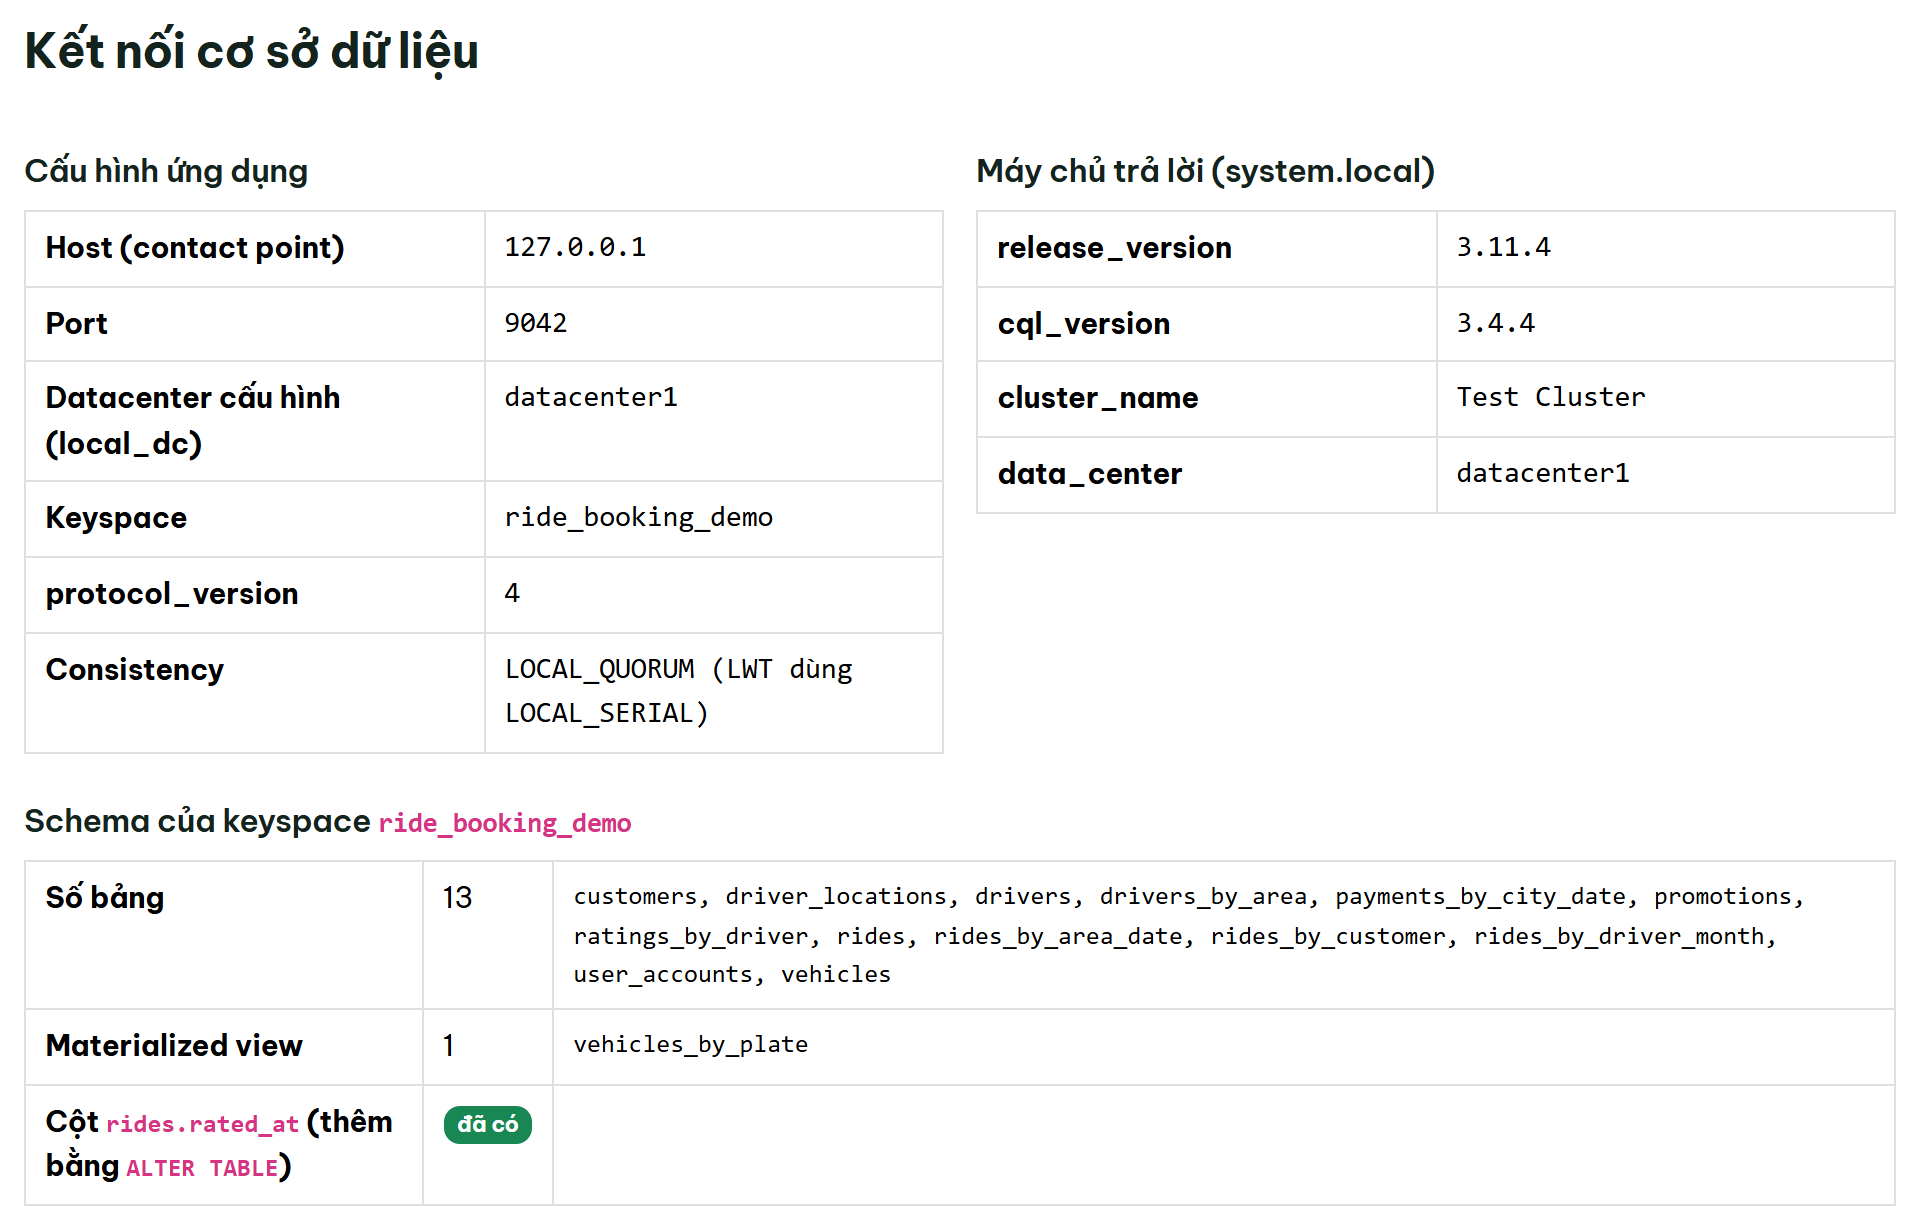 Kết nối cơ sở dữ liệu
Cấu hình ứng dụng
Host (contact point) 127.0.0.1
Port 9042
Datacenter cấu hình datacenter1
(local_dc)
Keyspace ride_booking_demo
protocol_version 4
Consistency LOCAL_QUORUM (LWT dùng
LOCAL_SERIAL)
Máy chủ trả lời (system.local)
release_version 3.11.4
cql_version 3.4.4
cluster_name Test Cluster
data_center datacenter1
Schema của keyspace ride_booking_demo
Số bảng 13 customers, driver_locations, drivers, drivers_by_area, payments_by_city_date, promotions,
ratings_by_driver, rides, rides_by_area_date, rides_by_customer, rides_by_driver_month,
user_accounts, vehicles
Materialized view 1 vehicles_by_plate
Cột rides.rated_at (thêm đã có
bằng ALTER TABLE)